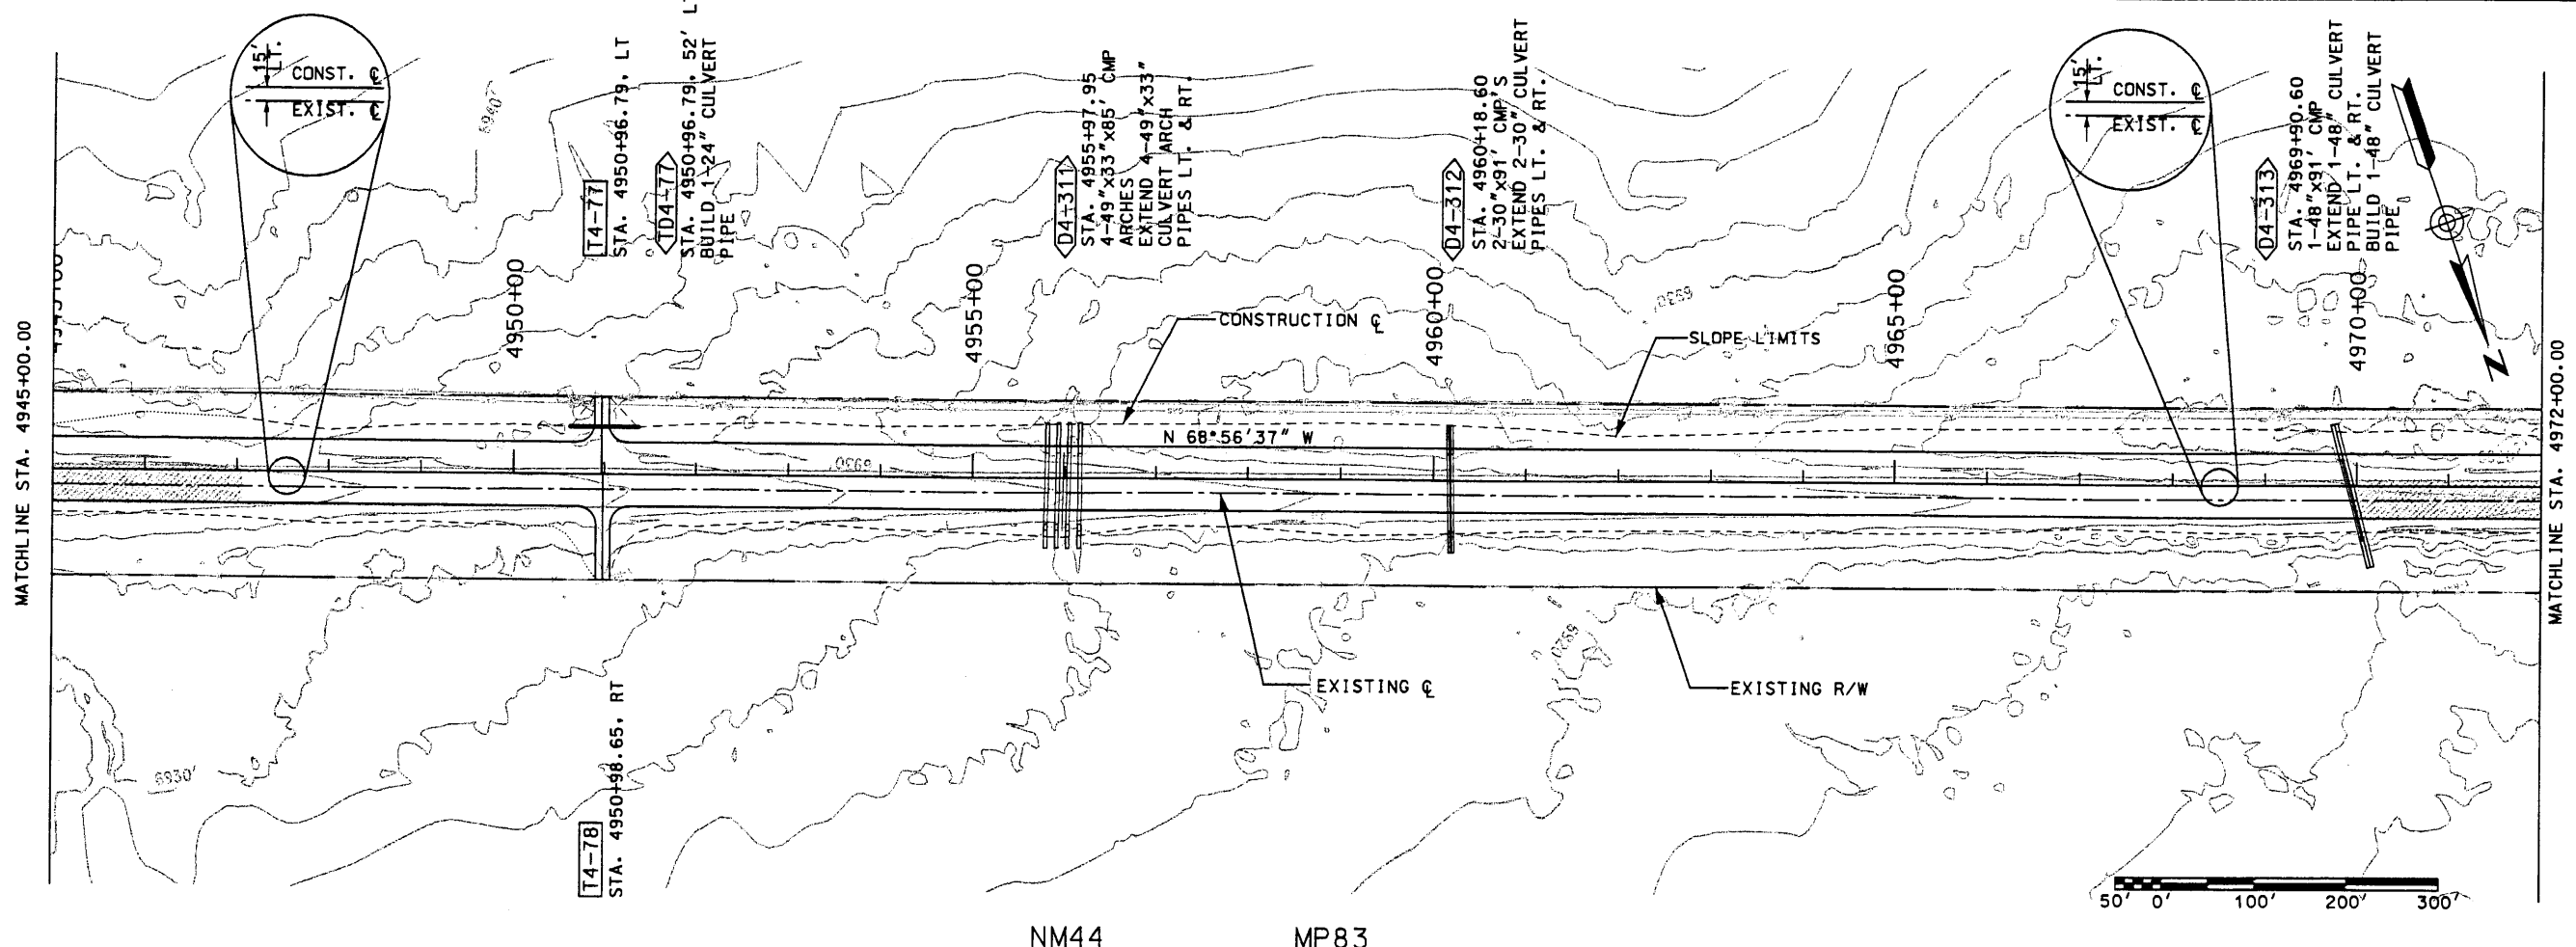 MATCHLINE STA. 4945+00.00
15'
LT.
CONST. ℄
EXIST. ℄
6940'
T4-77
STA. 4950+96.79, LT
TD4-77
STA. 4950+96.79, 52'
BUILD 1-24" CULVERT
PIPE
D4-311
STA. 4955+97.95
4-49"x33"x85' CMP
ARCHES
EXTEND 4-49"x33"
CULVERT ARCH
PIPES LT. & RT.
D4-312
STA. 4960+18.60
2-30"x91' CMP'S
EXTEND 2-30" CULVERT
PIPES LT. & RT.
15'
LT.
CONST. ℄
EXIST. ℄
D4-313
STA. 4969+90.60
1-48"x91' CMP
EXTEND 1-48" CULVERT
PIPE LT. & RT.
BUILD 1-48" CULVERT
PIPE
N
4950+00
4955+00
4960+00
4965+00
4970+00
6930'
CONSTRUCTION ℄
SLOPE LIMITS
N 68°56'37" W
6930
MATCHLINE STA. 4972+00.00
6920
EXISTING ℄
EXISTING R/W
6930'
T4-78
STA. 4950+98.65, RT
50' 0' 100' 200' 300'
NM44 MP83